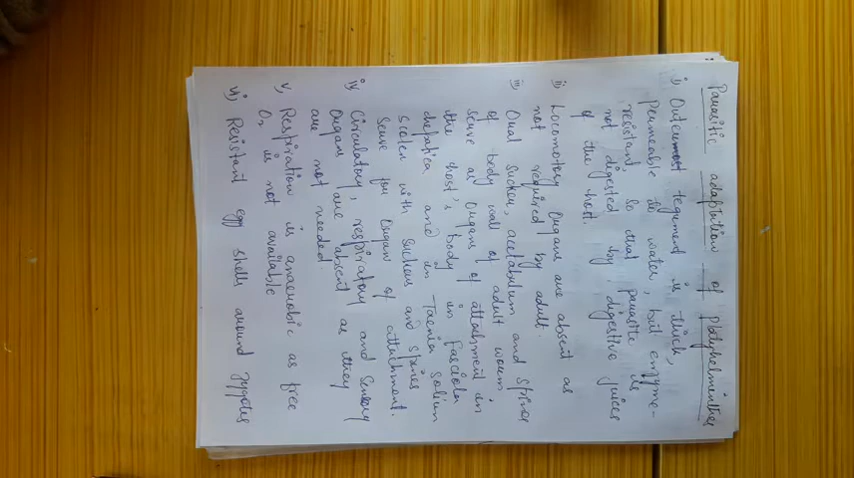 Parasitic adaptation of Platyhelminthes
i) Outermost tegument is thick,
permeable to water, but enzyme-
resistant so that parasite is
not digested by digestive juices
of the host.
ii) Locomotory Organs are absent as
not required by adult.
iii) Oral sucker, acetabulum and spines
of body wall of adult worm
serve as Organs of attachment in
the host's body in Fasciola
hepatica and in Taenia solium
scolex with suckers and spines
serve for Organ of attachment.
iv) Circulatory, respiratory and sensory
Organs are absent as they
are not needed.
v) Respiration is anaerobic as free
O2 is not available
vi) Resistant egg shells around zygotes